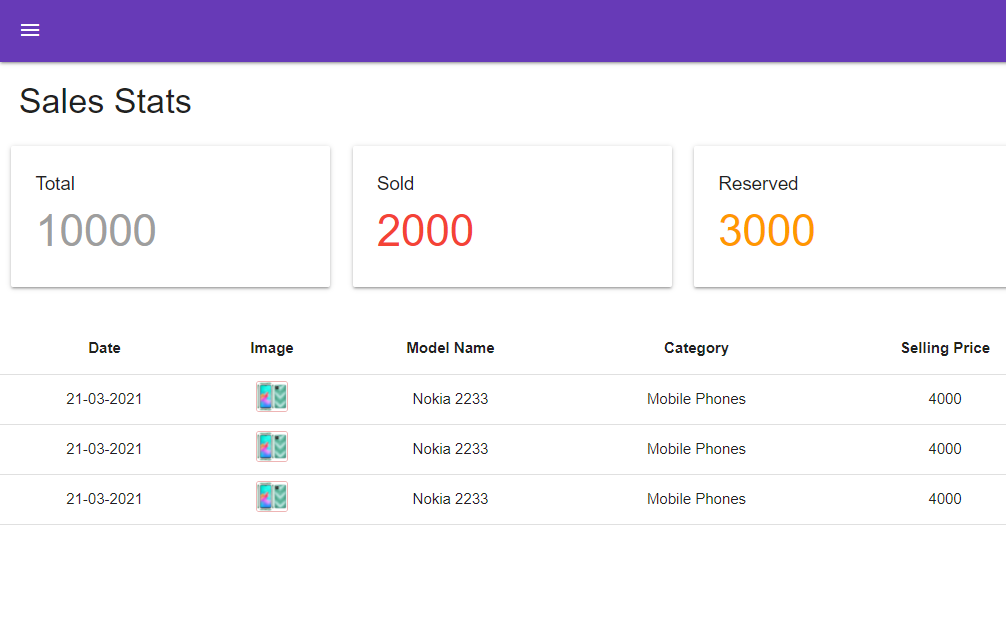 Sales Stats
Total
10000
Sold
2000
Reserved
3000
Date Image Model Name Category Selling Price
21-03-2021 Nokia 2233 Mobile Phones 4000
21-03-2021 Nokia 2233 Mobile Phones 4000
21-03-2021 Nokia 2233 Mobile Phones 4000